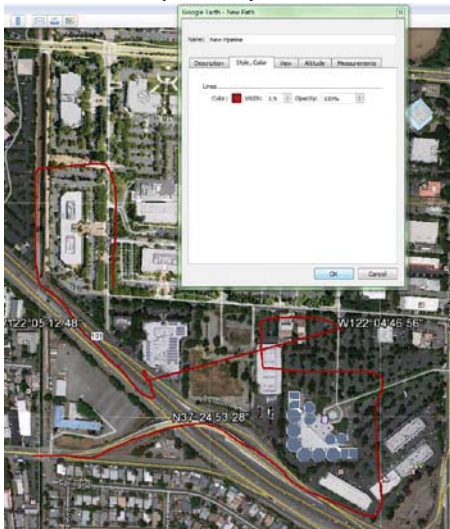 Google Earth - New Path
Name: New Pipeline
Description Style, Color View Altitude Measurements
Lines
Color: Width: 1.5 Opacity: 100%
OK Cancel
W122°05'12.48"
101
W122°04'46.56"
N37°24'53.28"